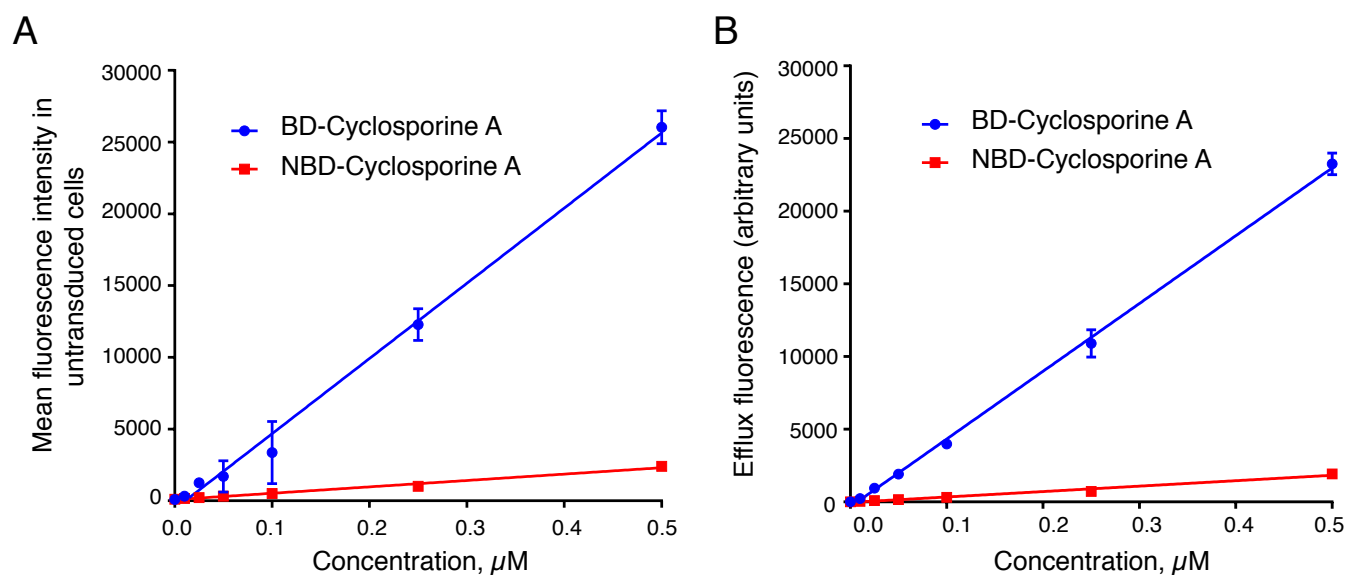 A
Mean fluorescence intensity in
untransduced cells
30000
25000
20000
15000
10000
5000
0
BD-Cyclosporine A
NBD-Cyclosporine A
0.0
0.1
0.2
0.3
0.4
0.5
Concentration, µM
B
Efflux fluorescence (arbitrary units)
30000
25000
20000
15000
10000
5000
0
BD-Cyclosporine A
NBD-Cyclosporine A
0.0
0.1
0.2
0.3
0.4
0.5
Concentration, µM